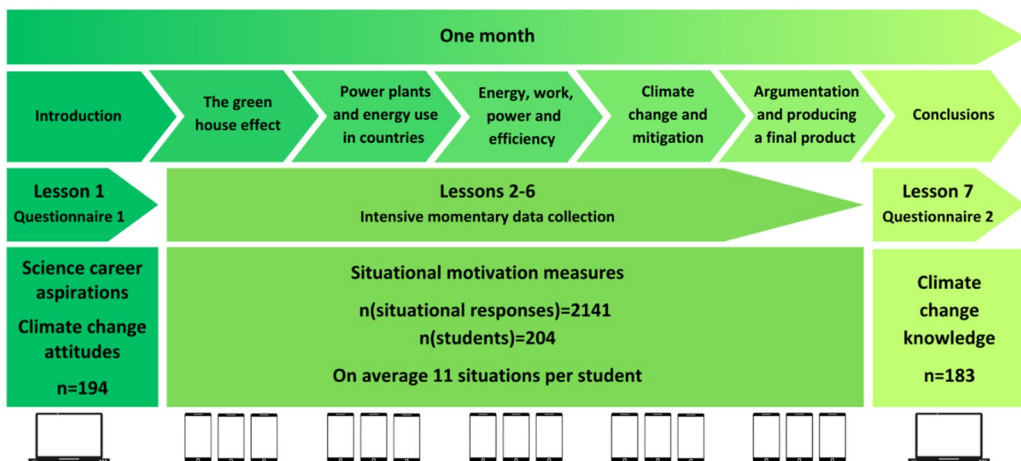 One month
Introduction
The green
house effect
Power plants
and energy use
in countries
Energy, work,
power and
efficiency
Climate
change and
mitigation
Argumentation
and producing
a final product
Conclusions
Lesson 1
Questionnaire 1
Lessons 2-6
Intensive momentary data collection
Lesson 7
Questionnaire 2
Science career
aspirations
Climate change
attitudes
n=194
Situational motivation measures
n(situational responses)=2141
n(students)=204
On average 11 situations per student
Climate
change
knowledge
n=183